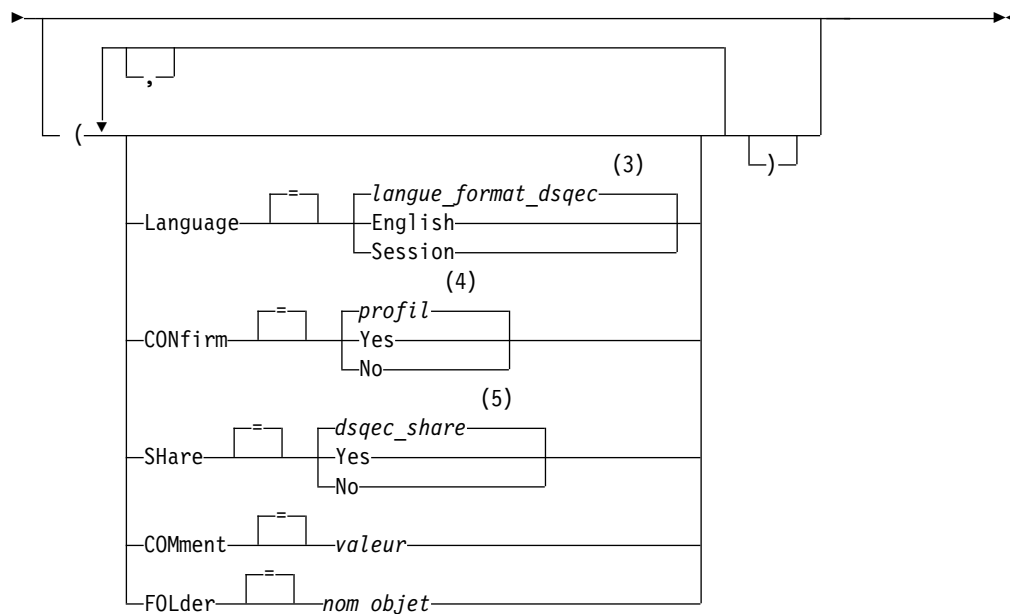 ,
(
)
(3)
=
langue_format_dsqec
Language
English
Session
(4)
=
profil
CONfirm
Yes
No
(5)
=
dsqec_share
SHare
Yes
No
=
COMment valeur
=
FOLder nom objet